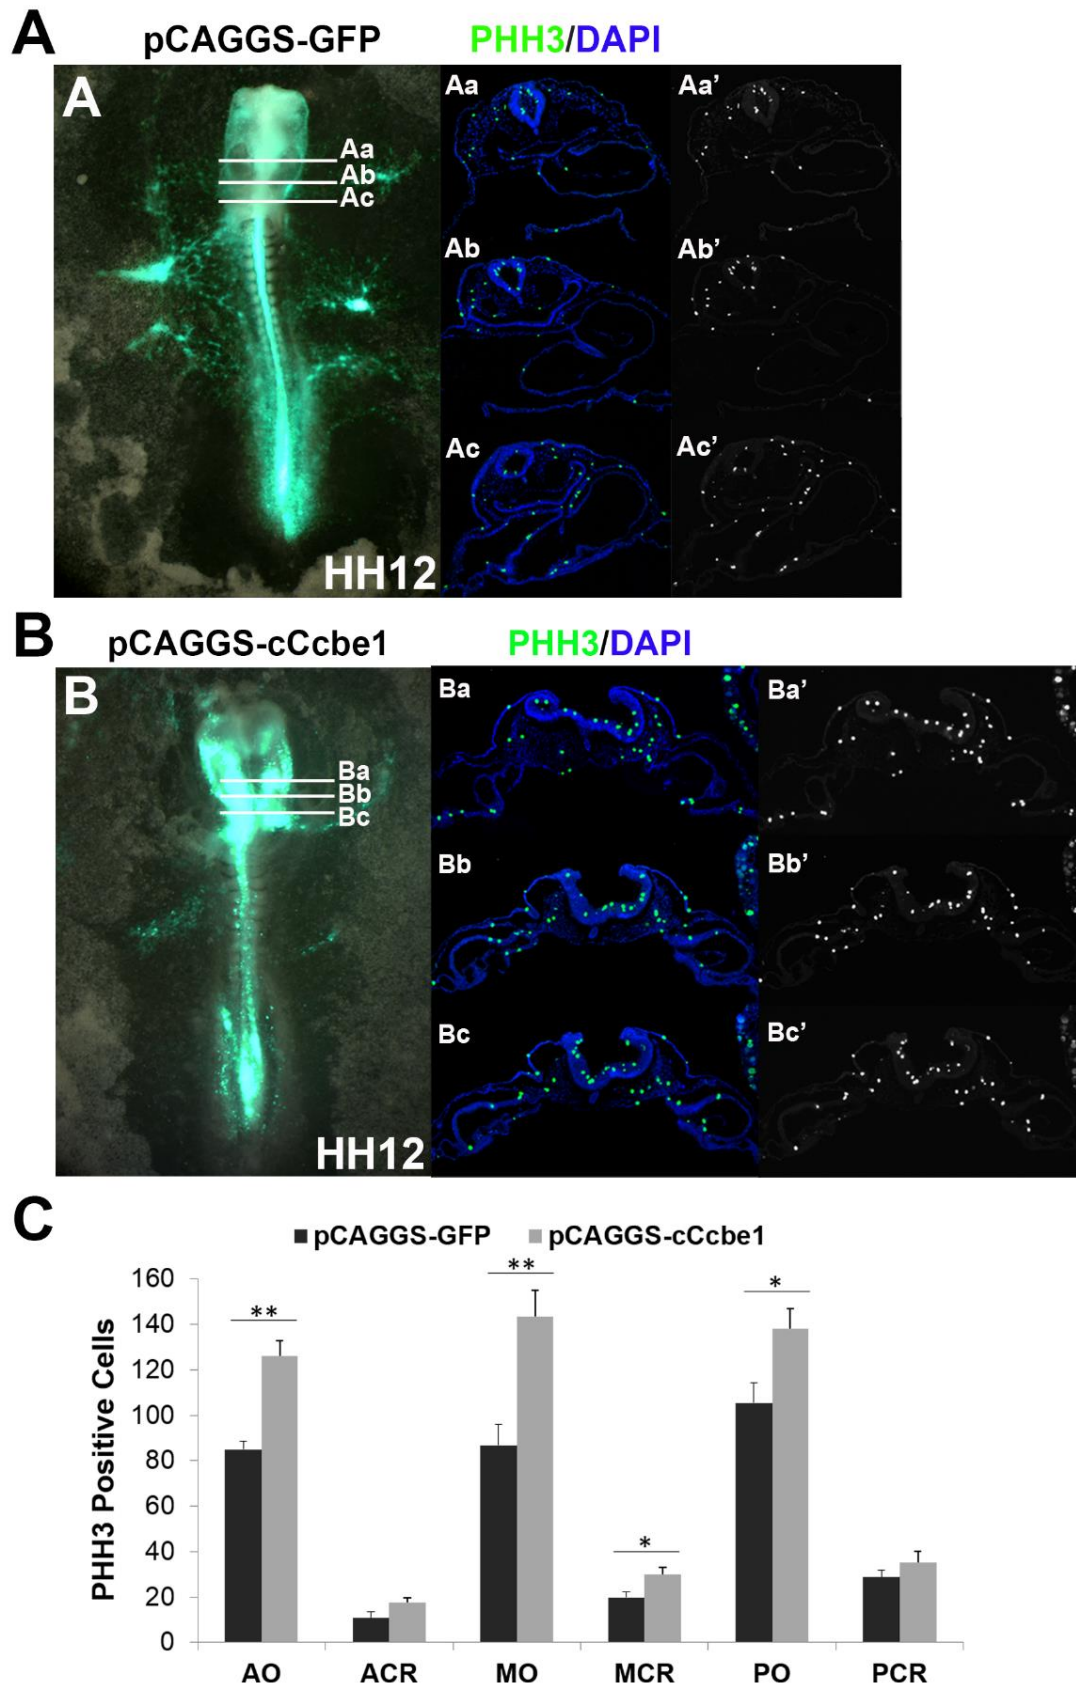 A
pCAGGS-GFP PHH3/DAPI
A
Aa
Ab
Ac
HH12
Aa Aa’
Ab Ab’
Ac Ac’
B
pCAGGS-cCcbe1 PHH3/DAPI
B
Ba
Bb
Bc
HH12
Ba Ba’
Bb Bb’
Bc Bc’
C
pCAGGS-GFP pCAGGS-cCcbe1
PHH3 Positive Cells
160
140
120
100
80
60
40
20
0
** ** * *
AO ACR MO MCR PO PCR